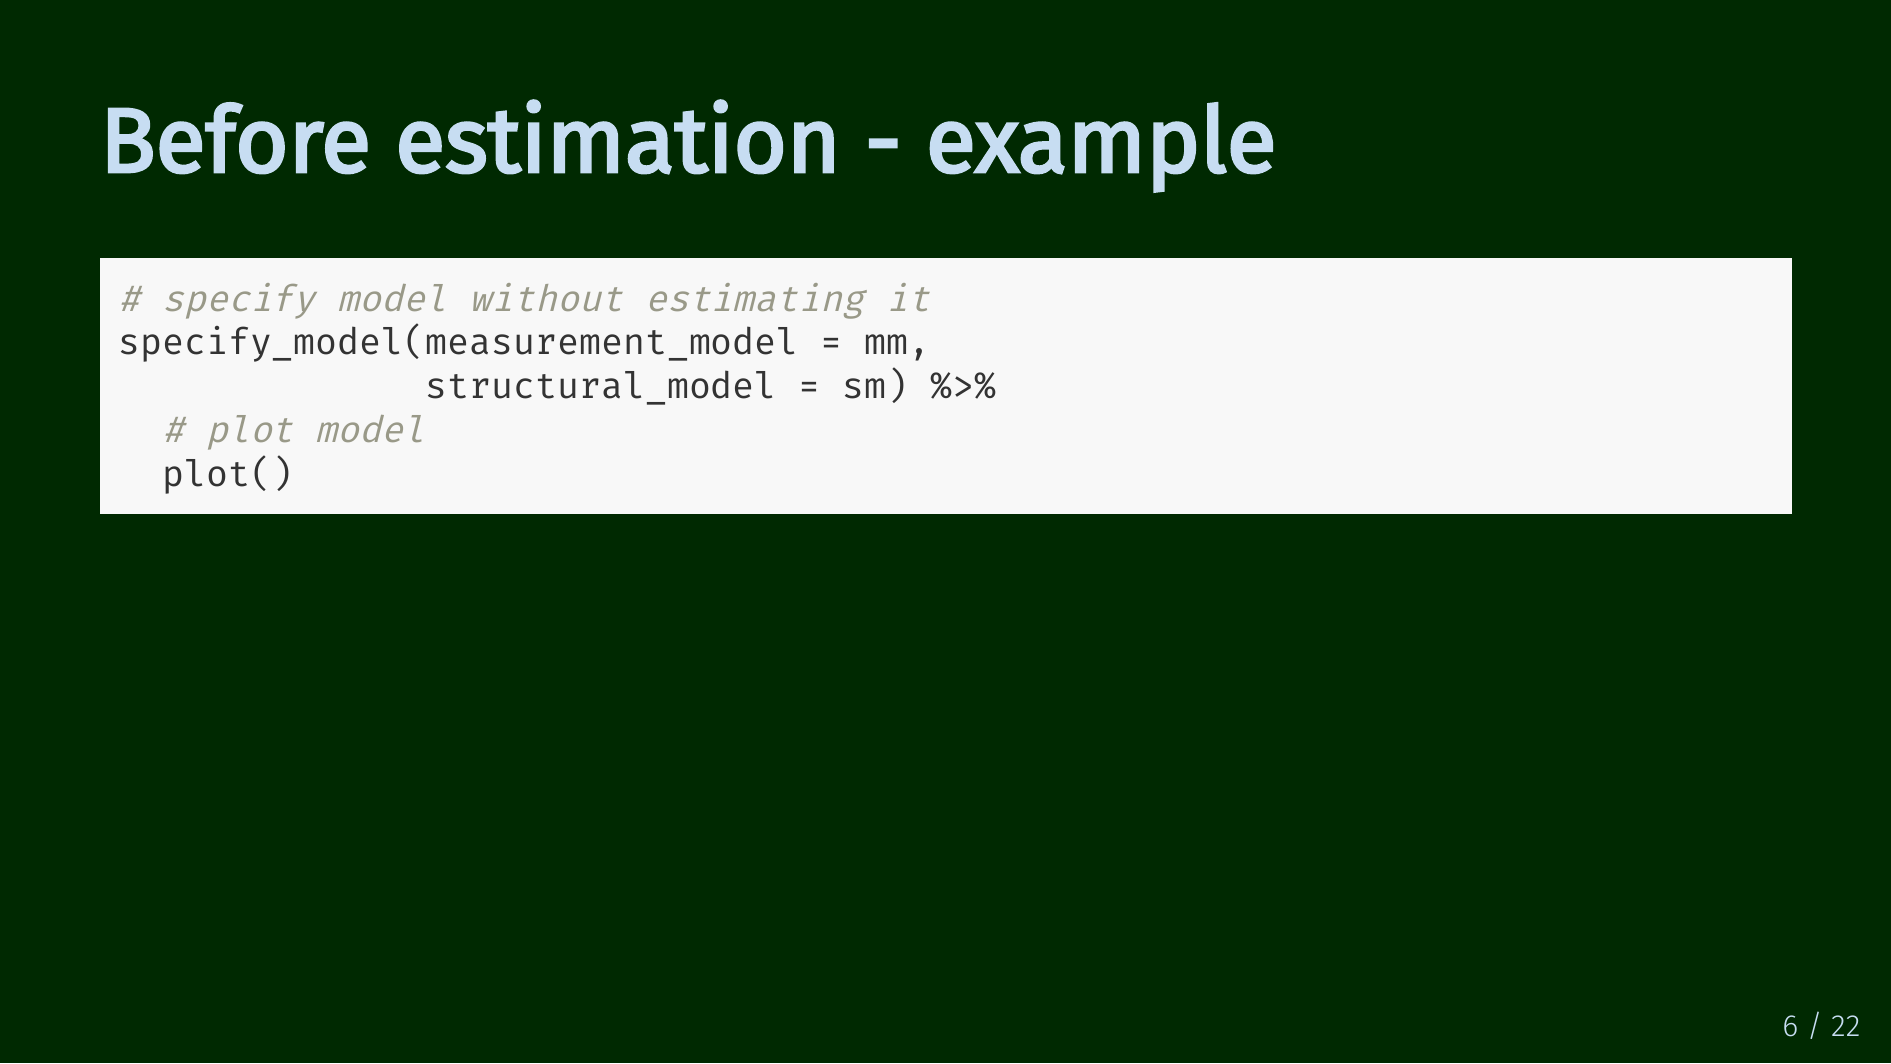 Before estimation - example
# specify model without estimating it
specify_model(measurement_model = mm,
              structural_model = sm) %>%
  # plot model
  plot()
6 / 22